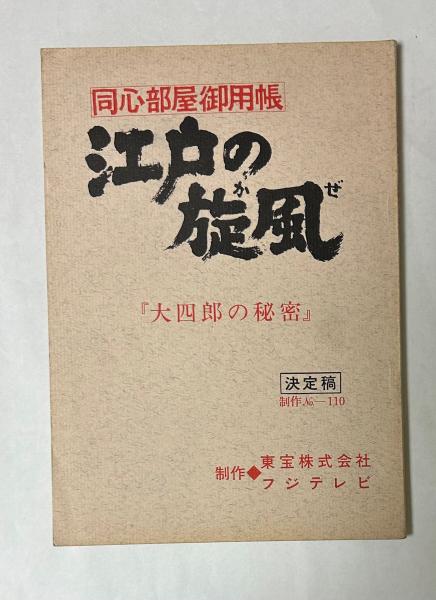 同心部屋御用帳
江戸の
旋風
かぜ
『大四郎の秘密』
決定稿
制作№—110
制作◆東宝株式会社
フジテレビ